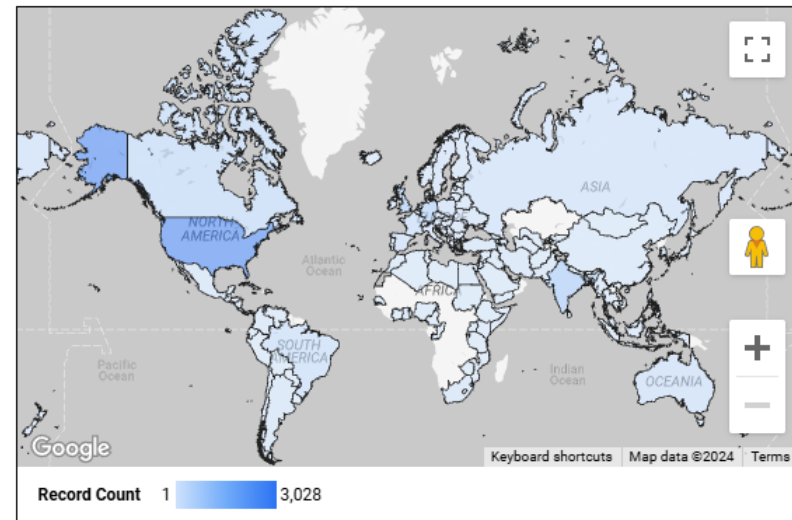 ASIA
NORTH
AMERICA
Atlantic
Ocean
AFRICA
SOUTH
AMERICA
Pacific
Ocean
Indian
Ocean
OCEANIA
Google
Keyboard shortcuts
Map data ©2024
Terms
Record Count 1 3,028